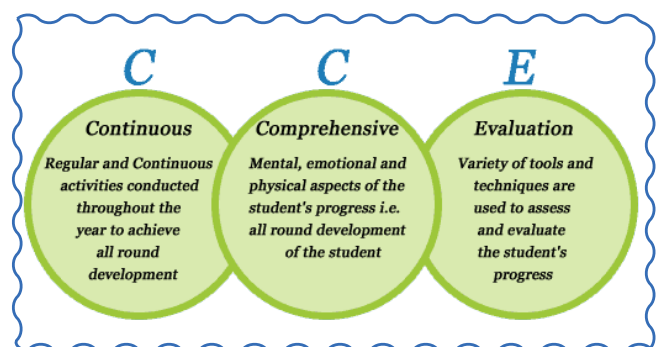 C C E
Continuous
Regular and Continuous
activities conducted
throughout the
year to achieve
all round
development
Comprehensive
Mental, emotional and
physical aspects of the
student's progress i.e.
all round development
of the student
Evaluation
Variety of tools and
techniques are
used to assess
and evaluate
the student's
progress